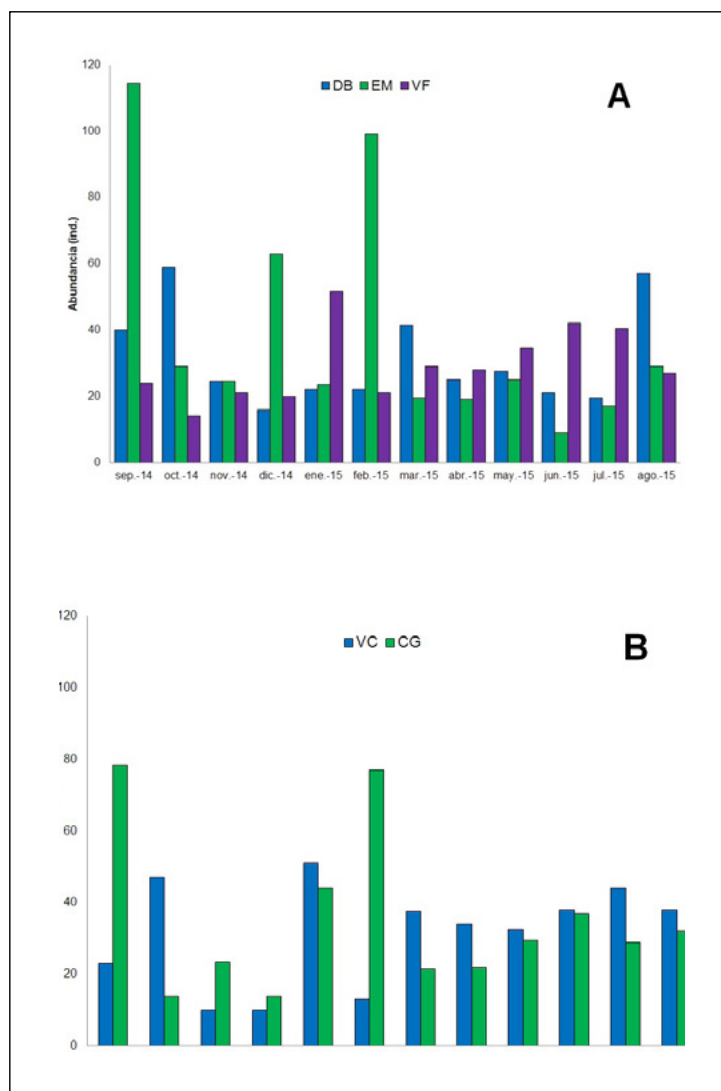 120
DB EM VF
A
100
80
Abundancia (ind.)
60
40
20
0
sep.-14 oct.-14 nov.-14 dic.-14 ene.-15 feb.-15 mar.-15 abr.-15 may.-15 jun.-15 jul.-15 ago.-15
120
VC CG
B
100
80
60
40
20
0